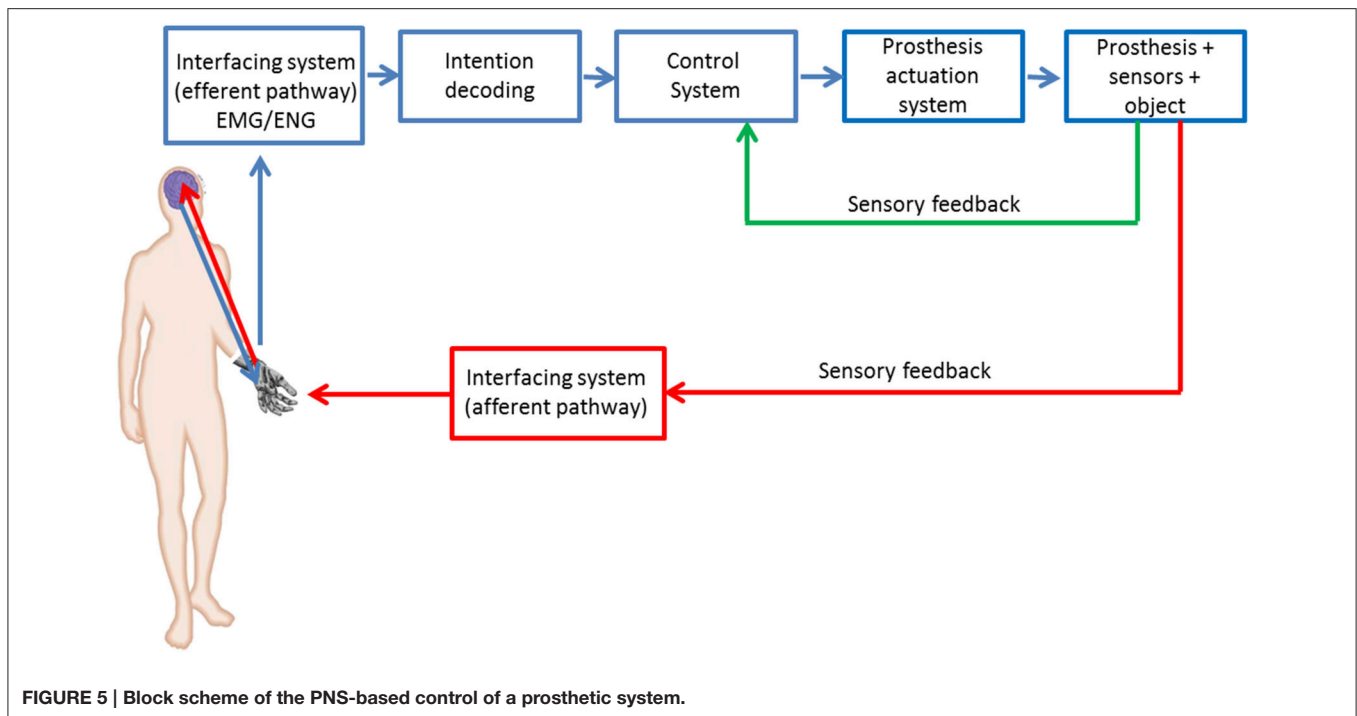 Interfacing system
(efferent pathway)
EMG/ENG
Intention
decoding
Control
System
Prosthesis
actuation
system
Prosthesis +
sensors +
object
Sensory feedback
Interfacing system
(afferent pathway)
Sensory feedback
FIGURE 5 | Block scheme of the PNS-based control of a prosthetic system.